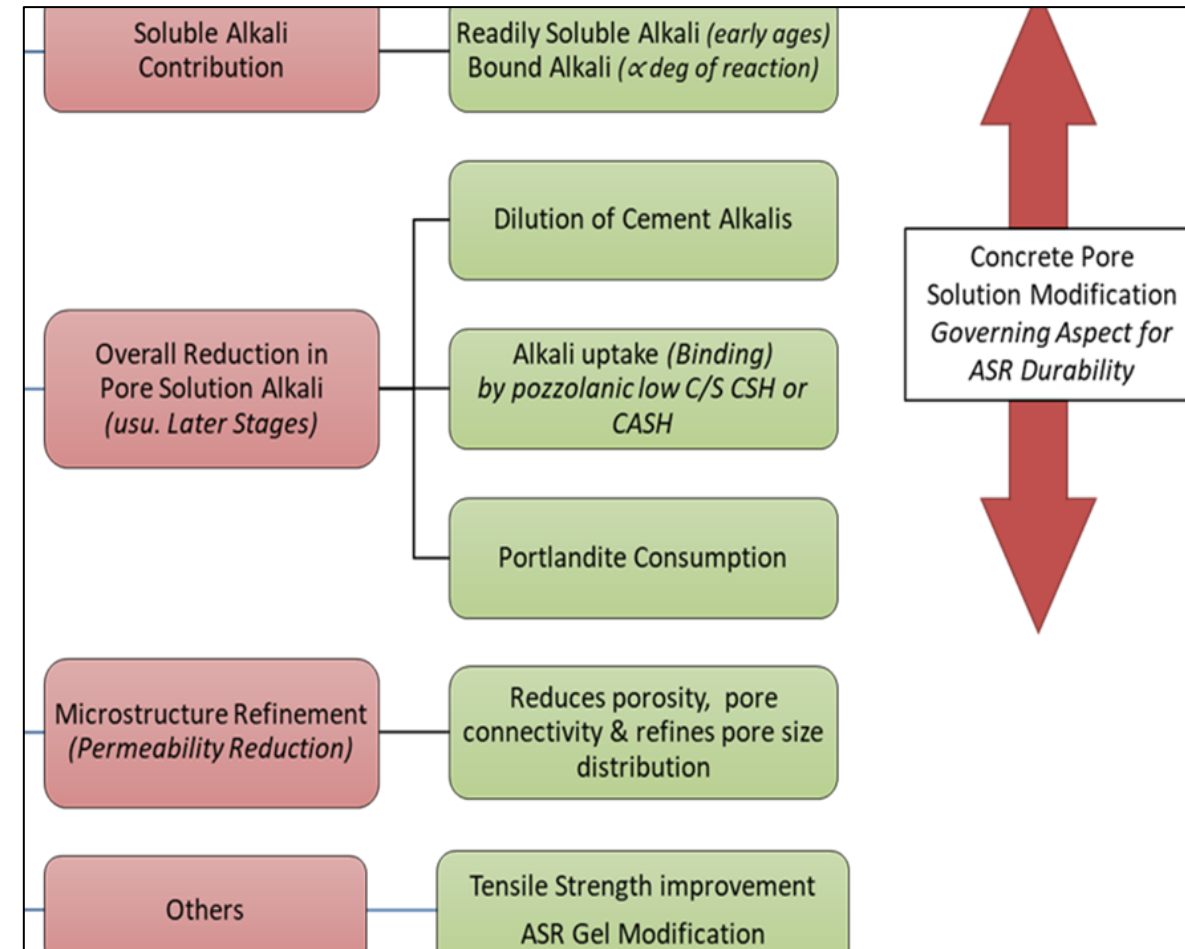 Soluble Alkali
Contribution
Readily Soluble Alkali (early ages)
Bound Alkali (∝ deg of reaction)
Dilution of Cement Alkalis
Overall Reduction in
Pore Solution Alkali
(usu. Later Stages)
Alkali uptake (Binding)
by pozzolanic low C/S CSH or
CASH
Portlandite Consumption
Concrete Pore
Solution Modification
Governing Aspect for
ASR Durability
Microstructure Refinement
(Permeability Reduction)
Reduces porosity, pore
connectivity & refines pore size
distribution
Others
Tensile Strength improvement
ASR Gel Modification